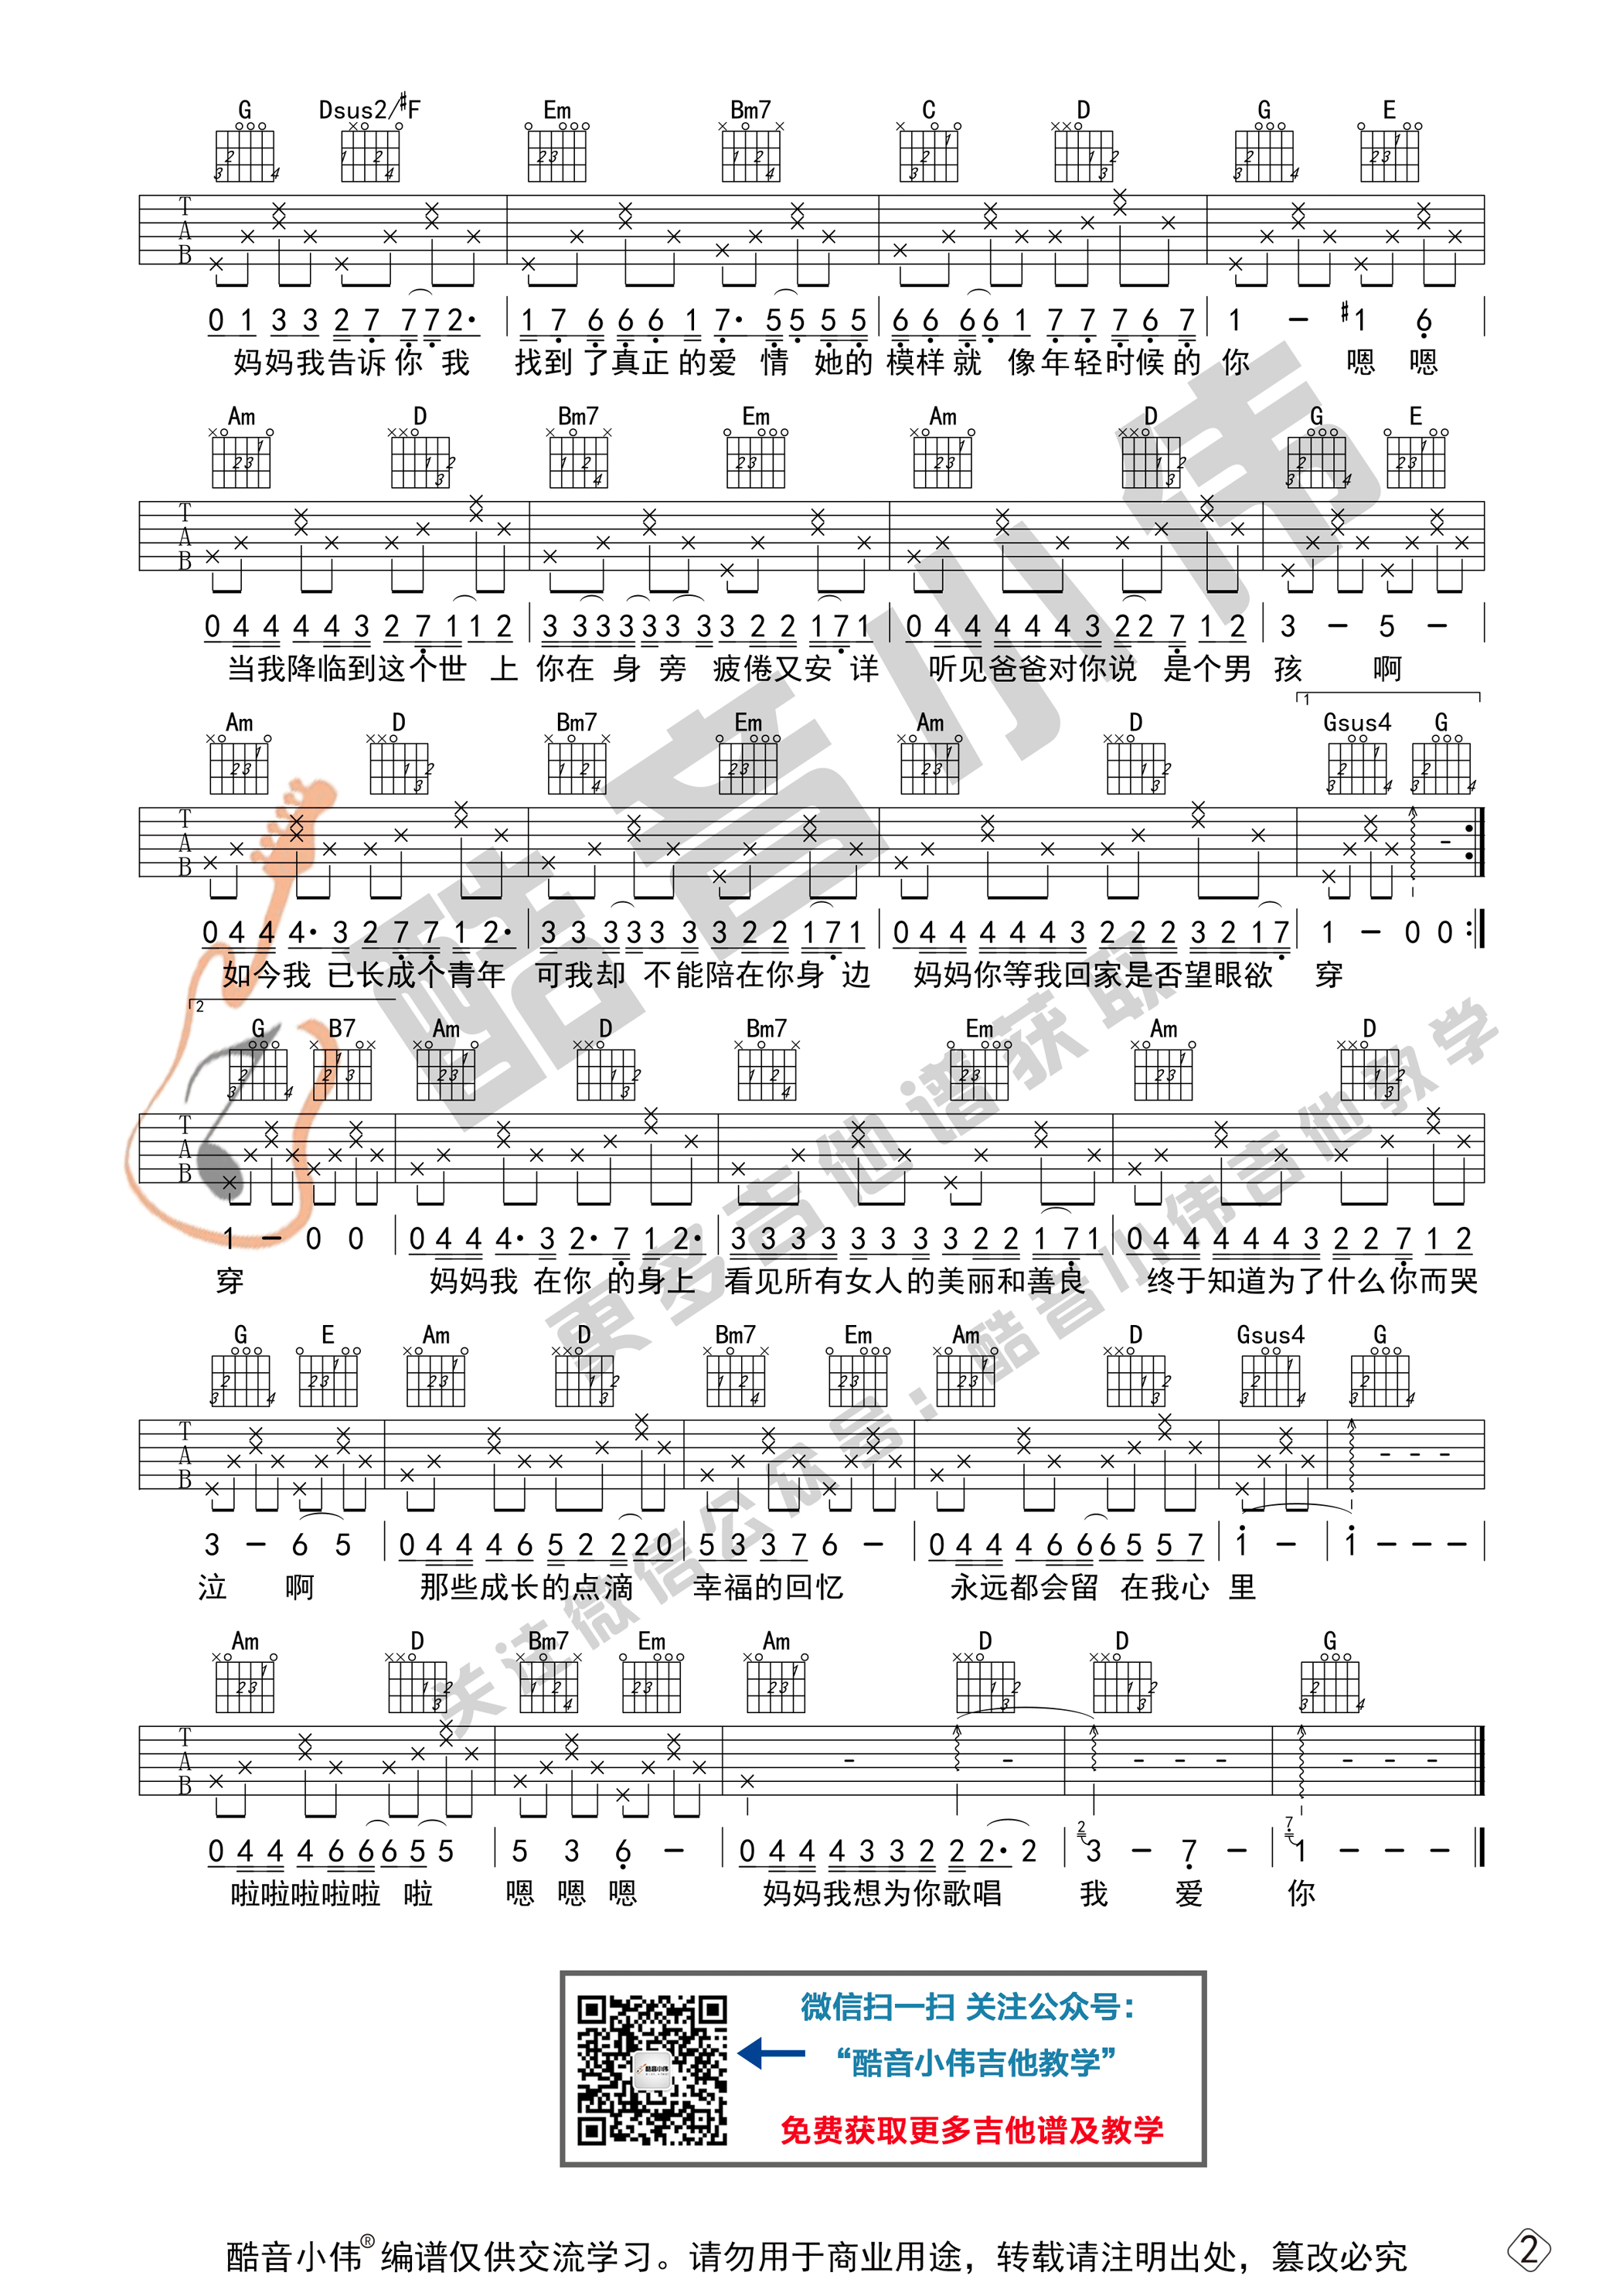 G Dsus2/#F Em Bm7 C D G E
T A B
0 1 3 3 2 7 7 7 2· | 1 7 6 6 6 1 7· 5 5 5 5 | 6 6 6 6 1 7 7 7 6 7 | 1 - #1 6 |
妈妈我告诉你我 找到了真正的爱情 她的模样就 像年轻时候的你 嗯 嗯
Am D Bm7 Em Am D G E
T A B
0 4 4 4 4 3 2 7 1 1 2 | 3 3 3 3 3 3 3 3 2 2 1 7 1 | 0 4 4 4 4 4 3 2 2 7 1 2 | 3 - 5 - |
当我降临到这个世 上 你在 身 旁 疲倦又安 详 听见爸爸对你说 是个男 孩 啊
1
Am D Bm7 Em Am D Gsus4 G
T A B
0 4 4 4· 3 2 7 7 1 2· | 3 3 3 3 3 3 3 2 2 1 7 1 | 0 4 4 4 4 3 2 2 2 3 2 1 7 | 1 - 0 0 :|
如今我 已长成个青年 可我却 不能陪在你身 边 妈妈你等我回家是否望眼欲 穿
2
G B7 Am D Bm7 Em Am D
T A B
1 - 0 0 | 0 4 4 4· 3 2· 7 1 2· | 3 3 3 3 3 3 3 3 2 2 1 7 1 | 0 4 4 4 4 4 3 2 2 7 1 2
穿 妈妈我 在你 的身上 看见所有女人的美丽和善良 终于知道为了什么你而哭
G E Am D Bm7 Em Am D Gsus4 G
T A B
3 - 6 5 | 0 4 4 4 6 5 2 2 2 0 | 5 3 3 7 6 - | 0 4 4 4 6 6 6 5 5 7 | 1 - | 1 - - - |
泣 啊 那些成长的点滴 幸福的回忆 永远都会留 在我心 里
Am D Bm7 Em Am D D G
T A B
0 4 4 4 6 6 6 5 5 | 5 3 6 - | 0 4 4 4 3 3 2 2 2· 2 | 2 3 - 7 - | 7 1 - - - |
啦啦啦啦啦 啦 嗯 嗯 嗯 妈妈我想为你歌唱 我 爱 你
酷音小伟
更多吉他谱获取
关注微信公众号：酷音小伟吉他教学
微信扫一扫 关注公众号：
“酷音小伟吉他教学”
免费获取更多吉他谱及教学
酷音小伟
酷音小伟® 编谱仅供交流学习。请勿用于商业用途，转载请注明出处，篡改必究
2